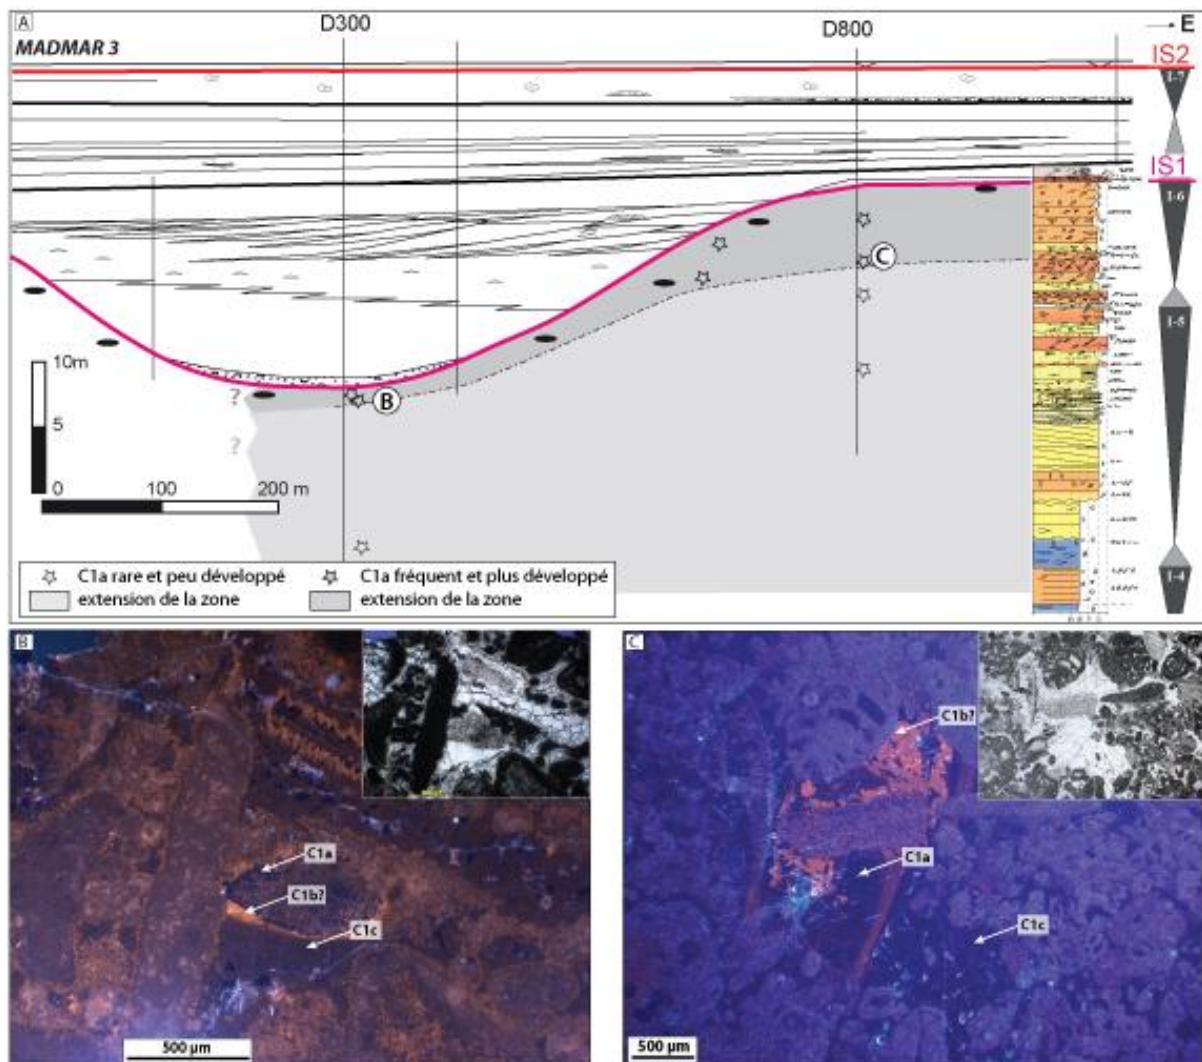 A
D300
D800
E
MADMAR 3
IS2
I-7
IS1
I-6
I-5
I-4
C
B
?
?
10m
5
0
100
200 m
C1a rare et peu développé
C1a fréquent et plus développé
extension de la zone
extension de la zone
B
C1a
C1b?
C1c
500 µm
C
C1b?
C1a
C1c
500 µm